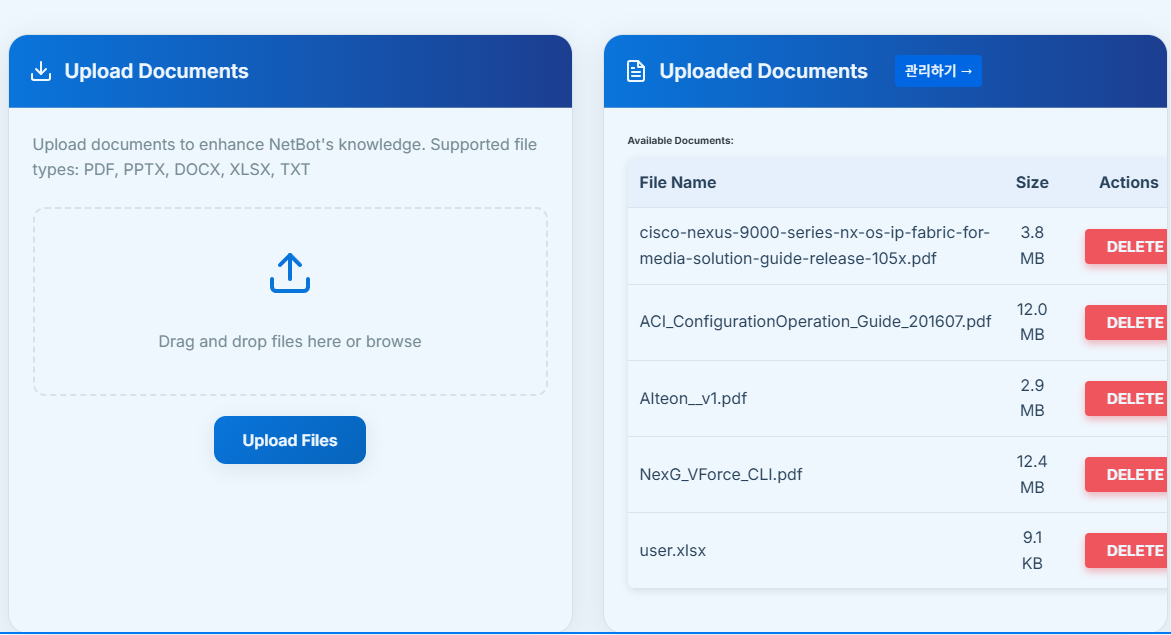 Upload Documents
Upload documents to enhance NetBot's knowledge. Supported file
types: PDF, PPTX, DOCX, XLSX, TXT
Drag and drop files here or browse
Upload Files
Uploaded Documents 관리하기 →
Available Documents:
File Name Size Actions
cisco-nexus-9000-series-nx-os-ip-fabric-for-
media-solution-guide-release-105x.pdf
3.8
MB
DELETE
ACI_ConfigurationOperation_Guide_201607.pdf
12.0
MB
DELETE
Alteon__v1.pdf
2.9
MB
DELETE
NexG_VForce_CLI.pdf
12.4
MB
DELETE
user.xlsx
9.1
KB
DELETE